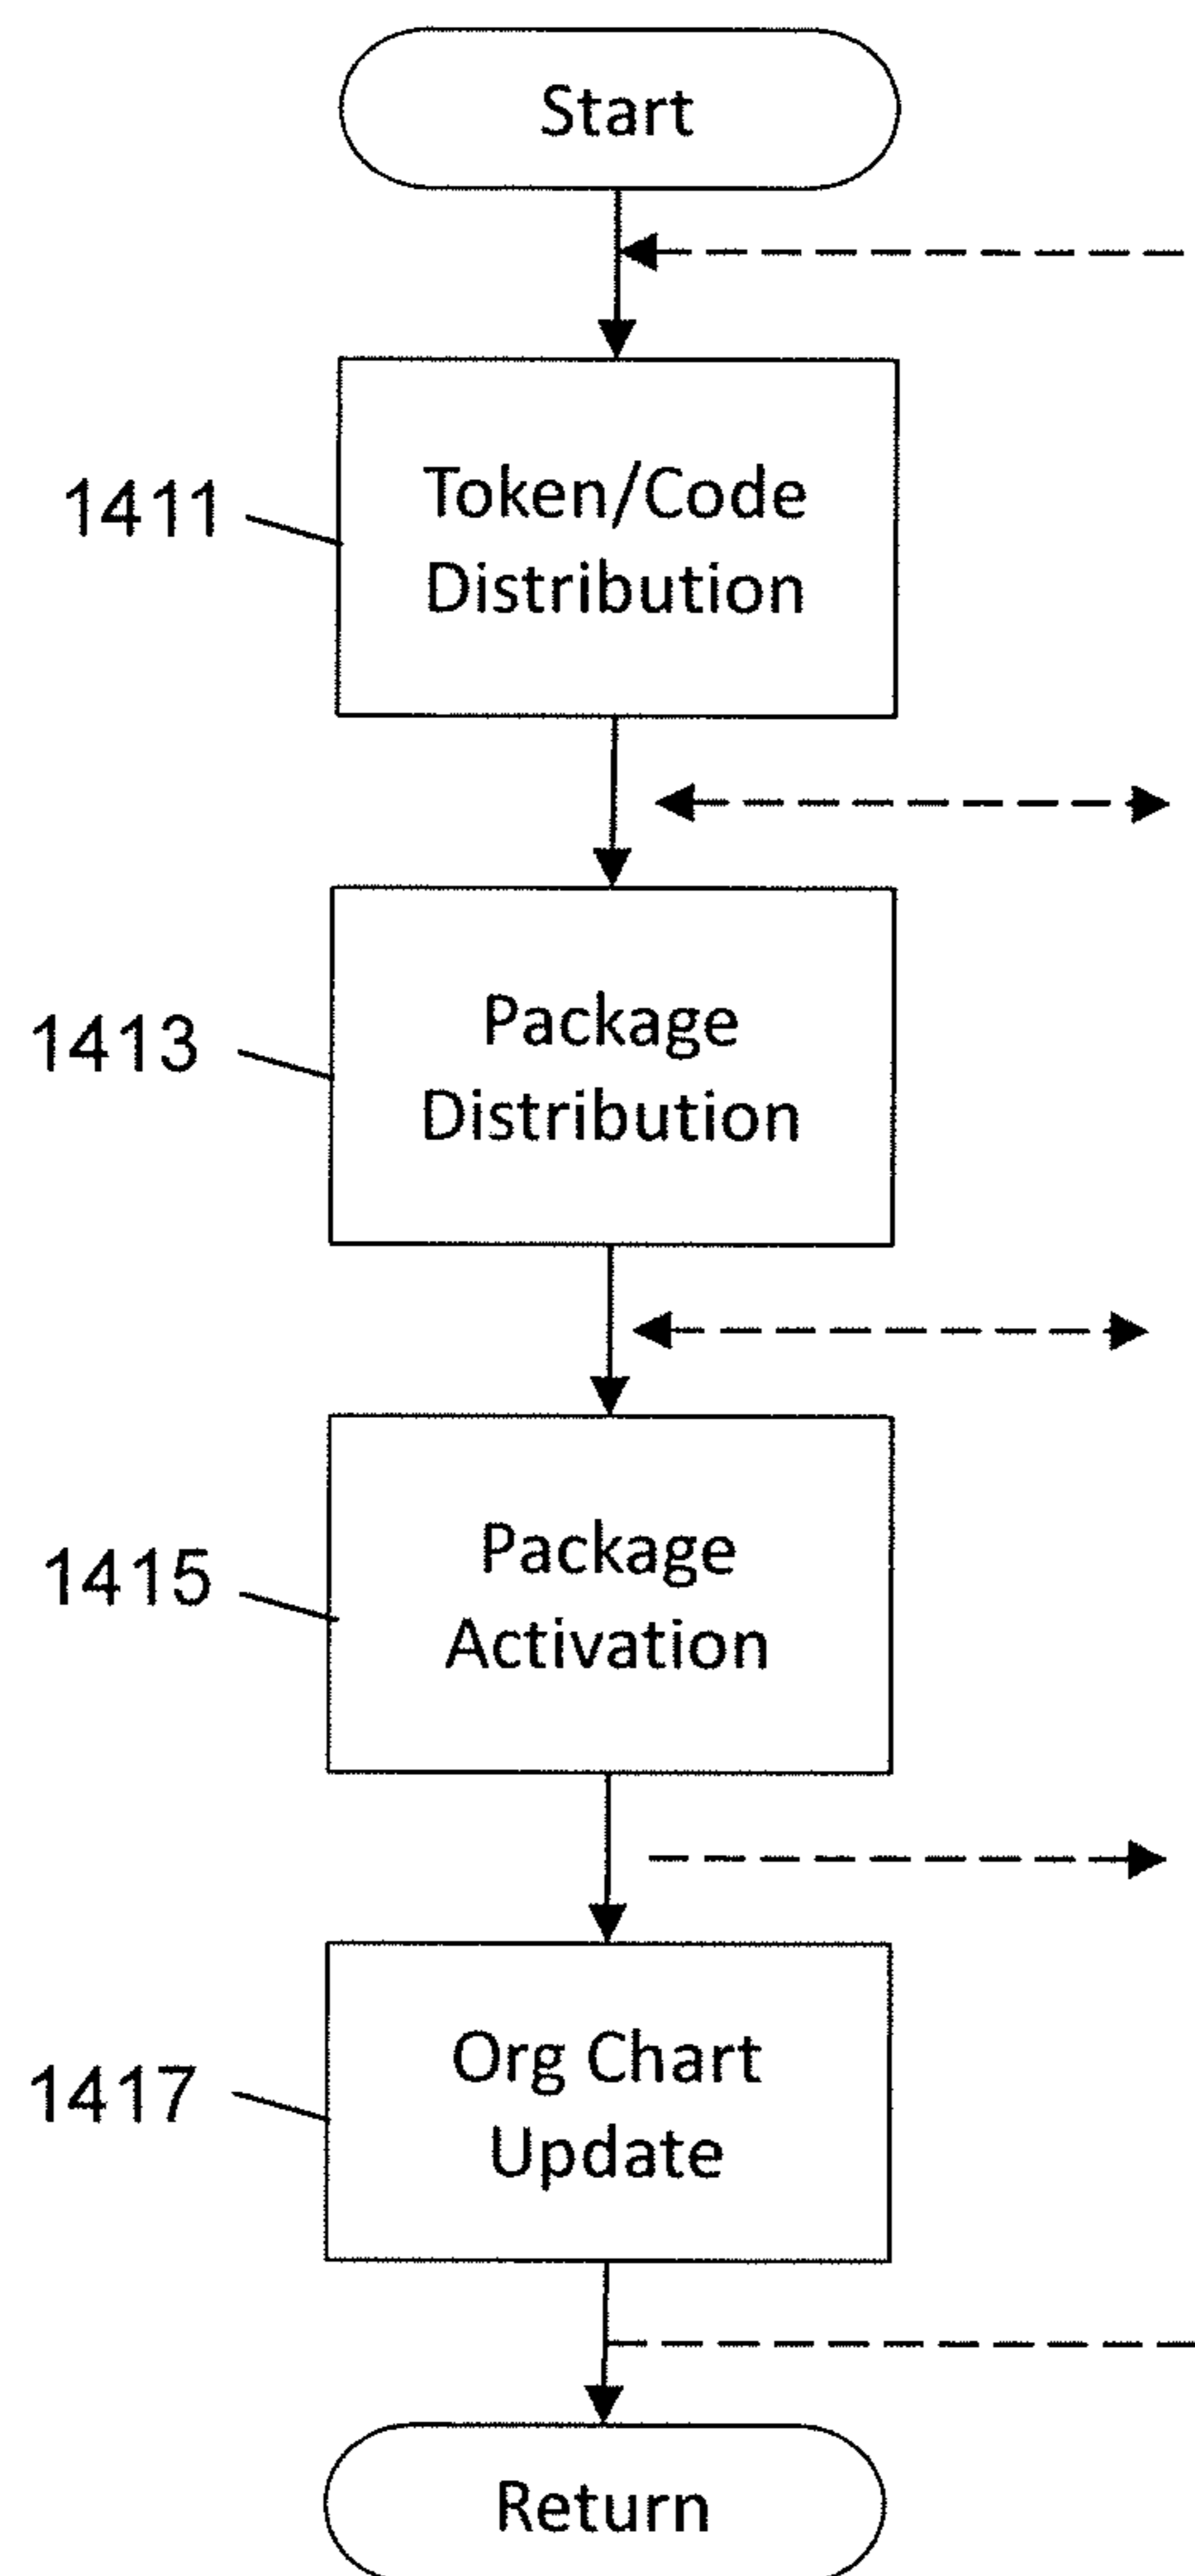 Start
1411
Token/Code
Distribution
1413
Package
Distribution
1415
Package
Activation
1417
Org Chart
Update
Return